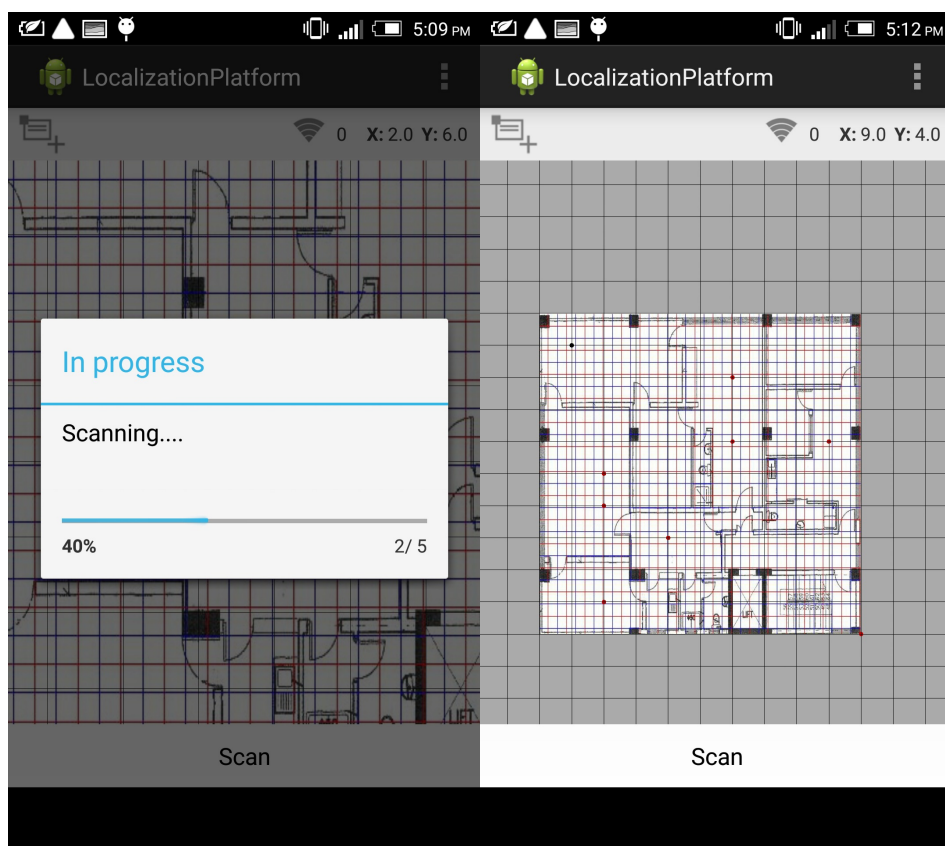 5:09 PM
LocalizationPlatform
0 X: 2.0 Y: 6.0
In progress
Scanning....
40% 2/ 5
LIFT
Scan
5:12 PM
LocalizationPlatform
0 X: 9.0 Y: 4.0
LIFT
Scan